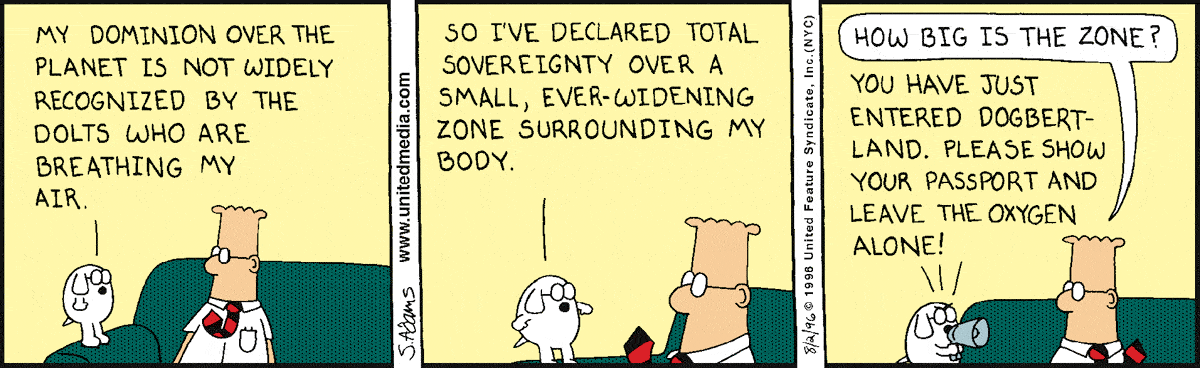 MY DOMINION OVER THE
PLANET IS NOT WIDELY
RECOGNIZED BY THE
DOLTS WHO ARE
BREATHING MY
AIR.
www.unitedmedia.com
S.Adams
SO I'VE DECLARED TOTAL
SOVEREIGNTY OVER A
SMALL, EVER-WIDENING
ZONE SURROUNDING MY
BODY.
8/2/96 © 1996 United Feature Syndicate, Inc.(NYC)
HOW BIG IS THE ZONE?
YOU HAVE JUST
ENTERED DOGBERT-
LAND. PLEASE SHOW
YOUR PASSPORT AND
LEAVE THE OXYGEN
ALONE!